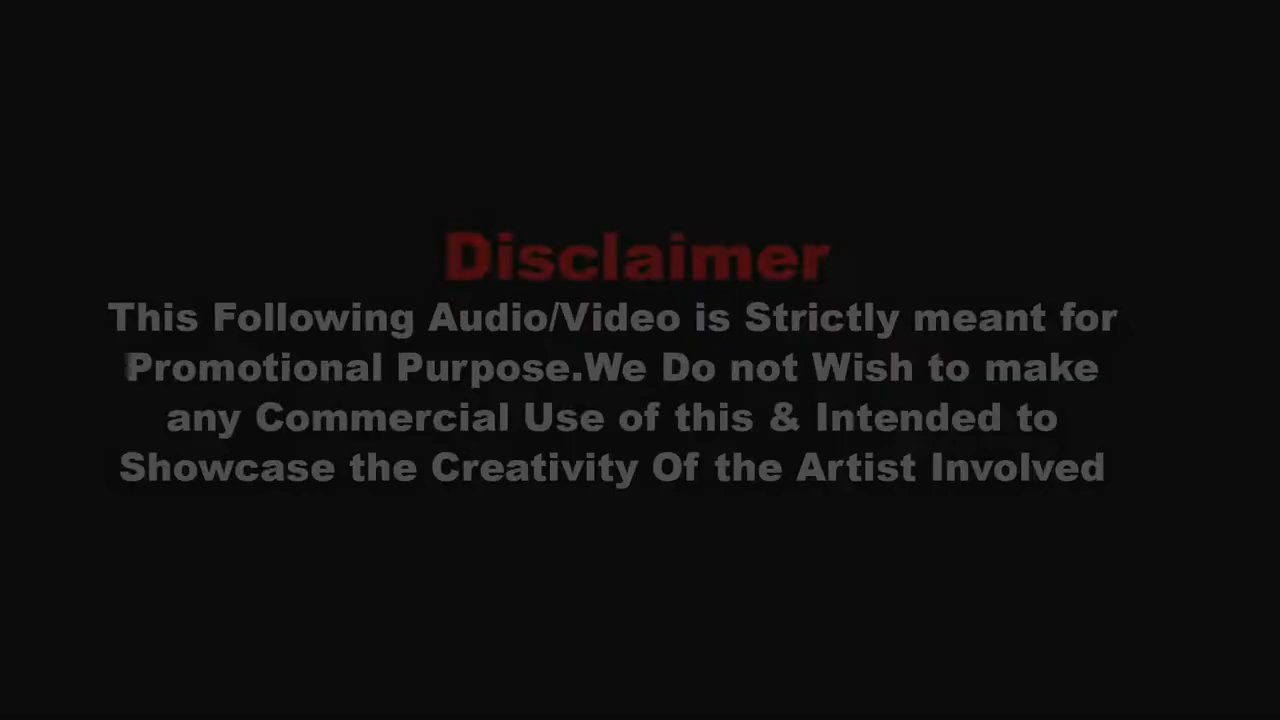 Disclaimer
This Following Audio/Video is Strictly meant for
Promotional Purpose.We Do not Wish to make
any Commercial Use of this & Intended to
Showcase the Creativity Of the Artist Involved